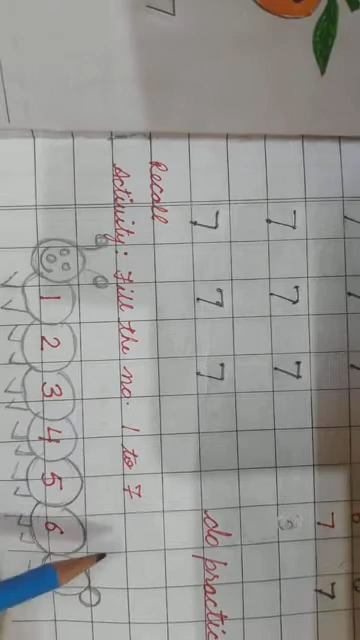 7 7
7 7 7
7 7 7 do practic
Recall
Activity: Fill the no. 1 to 7
1 2 3 4 5 6